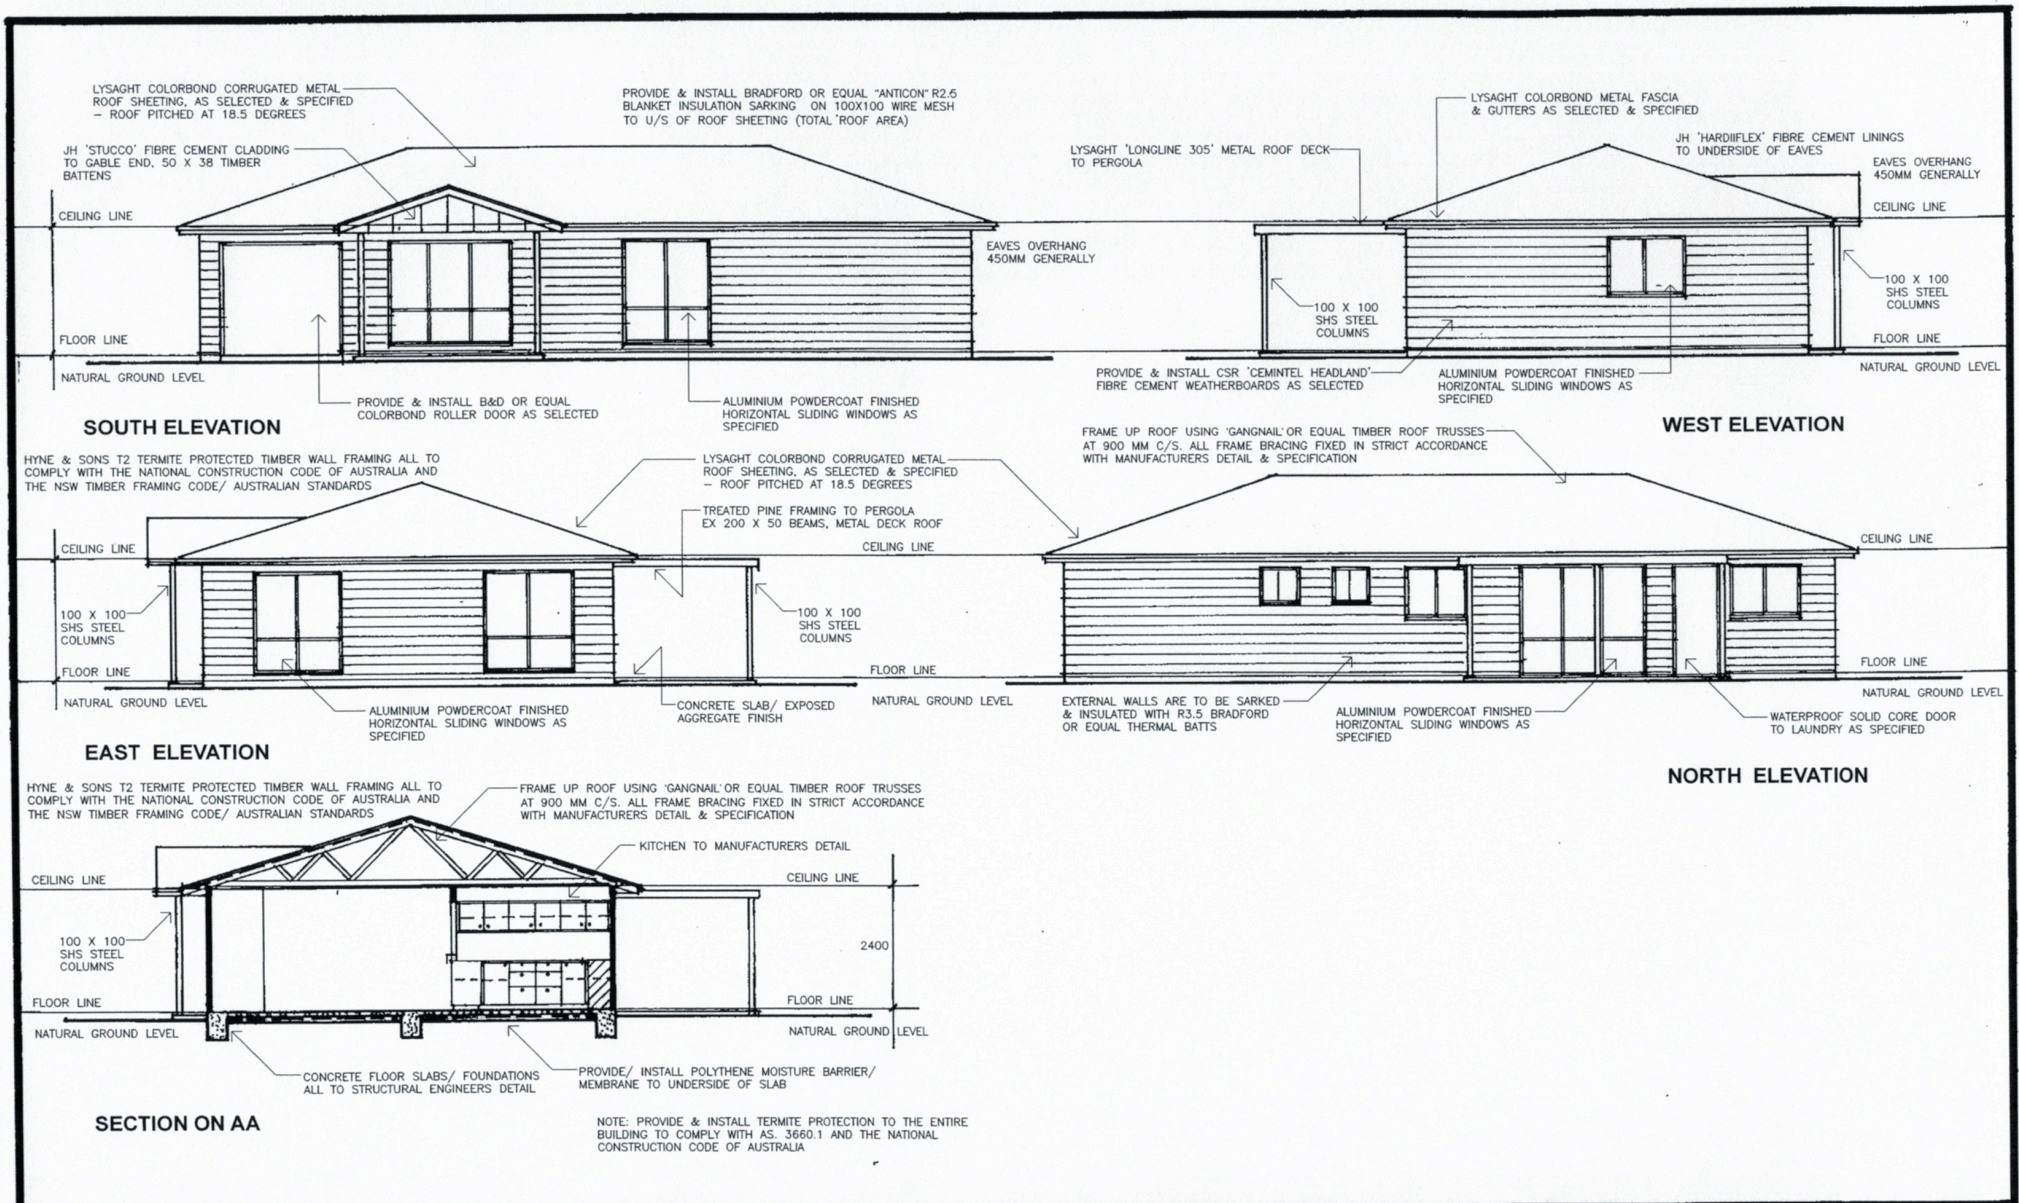 LYSAGHT COLORBOND CORRUGATED METAL
ROOF SHEETING, AS SELECTED & SPECIFIED
– ROOF PITCHED AT 18.5 DEGREES
JH 'STUCCO' FIBRE CEMENT CLADDING
TO GABLE END, 50 X 38 TIMBER
BATTENS
PROVIDE & INSTALL BRADFORD OR EQUAL "ANTICON" R2.5
BLANKET INSULATION SARKING ON 100X100 WIRE MESH
TO U/S OF ROOF SHEETING (TOTAL ROOF AREA)
CEILING LINE
EAVES OVERHANG
450MM GENERALLY
FLOOR LINE
NATURAL GROUND LEVEL
PROVIDE & INSTALL B&D OR EQUAL
COLORBOND ROLLER DOOR AS SELECTED
ALUMINIUM POWDERCOAT FINISHED
HORIZONTAL SLIDING WINDOWS AS
SPECIFIED
SOUTH ELEVATION
LYSAGHT COLORBOND METAL FASCIA
& GUTTERS AS SELECTED & SPECIFIED
LYSAGHT 'LONGLINE 305' METAL ROOF DECK
TO PERGOLA
JH 'HARDIIFLEX' FIBRE CEMENT LININGS
TO UNDERSIDE OF EAVES
EAVES OVERHANG
450MM GENERALLY
CEILING LINE
100 X 100
SHS STEEL
COLUMNS
100 X 100
SHS STEEL
COLUMNS
FLOOR LINE
NATURAL GROUND LEVEL
PROVIDE & INSTALL CSR 'CEMINTEL HEADLAND'
FIBRE CEMENT WEATHERBOARDS AS SELECTED
ALUMINIUM POWDERCOAT FINISHED
HORIZONTAL SLIDING WINDOWS AS
SPECIFIED
WEST ELEVATION
HYNE & SONS T2 TERMITE PROTECTED TIMBER WALL FRAMING ALL TO
COMPLY WITH THE NATIONAL CONSTRUCTION CODE OF AUSTRALIA AND
THE NSW TIMBER FRAMING CODE/ AUSTRALIAN STANDARDS
LYSAGHT COLORBOND CORRUGATED METAL
ROOF SHEETING, AS SELECTED & SPECIFIED
– ROOF PITCHED AT 18.5 DEGREES
TREATED PINE FRAMING TO PERGOLA
EX 200 X 50 BEAMS, METAL DECK ROOF
CEILING LINE
100 X 100
SHS STEEL
COLUMNS
100 X 100
SHS STEEL
COLUMNS
FLOOR LINE
NATURAL GROUND LEVEL
ALUMINIUM POWDERCOAT FINISHED
HORIZONTAL SLIDING WINDOWS AS
SPECIFIED
CONCRETE SLAB/ EXPOSED
AGGREGATE FINISH
EAST ELEVATION
FRAME UP ROOF USING 'GANGNAIL' OR EQUAL TIMBER ROOF TRUSSES
AT 900 MM C/S. ALL FRAME BRACING FIXED IN STRICT ACCORDANCE
WITH MANUFACTURERS DETAIL & SPECIFICATION
CEILING LINE
CEILING LINE
FLOOR LINE
FLOOR LINE
NATURAL GROUND LEVEL
NATURAL GROUND LEVEL
EXTERNAL WALLS ARE TO BE SARKED
& INSULATED WITH R3.5 BRADFORD
OR EQUAL THERMAL BATTS
ALUMINIUM POWDERCOAT FINISHED
HORIZONTAL SLIDING WINDOWS AS
SPECIFIED
WATERPROOF SOLID CORE DOOR
TO LAUNDRY AS SPECIFIED
NORTH ELEVATION
HYNE & SONS T2 TERMITE PROTECTED TIMBER WALL FRAMING ALL TO
COMPLY WITH THE NATIONAL CONSTRUCTION CODE OF AUSTRALIA AND
THE NSW TIMBER FRAMING CODE/ AUSTRALIAN STANDARDS
FRAME UP ROOF USING 'GANGNAIL' OR EQUAL TIMBER ROOF TRUSSES
AT 900 MM C/S. ALL FRAME BRACING FIXED IN STRICT ACCORDANCE
WITH MANUFACTURERS DETAIL & SPECIFICATION
KITCHEN TO MANUFACTURERS DETAIL
CEILING LINE
CEILING LINE
100 X 100
SHS STEEL
COLUMNS
2400
FLOOR LINE
FLOOR LINE
NATURAL GROUND LEVEL
NATURAL GROUND LEVEL
CONCRETE FLOOR SLABS/ FOUNDATIONS
ALL TO STRUCTURAL ENGINEERS DETAIL
PROVIDE/ INSTALL POLYTHENE MOISTURE BARRIER/
MEMBRANE TO UNDERSIDE OF SLAB
SECTION ON AA
NOTE: PROVIDE & INSTALL TERMITE PROTECTION TO THE ENTIRE
BUILDING TO COMPLY WITH AS. 3660.1 AND THE NATIONAL
CONSTRUCTION CODE OF AUSTRALIA